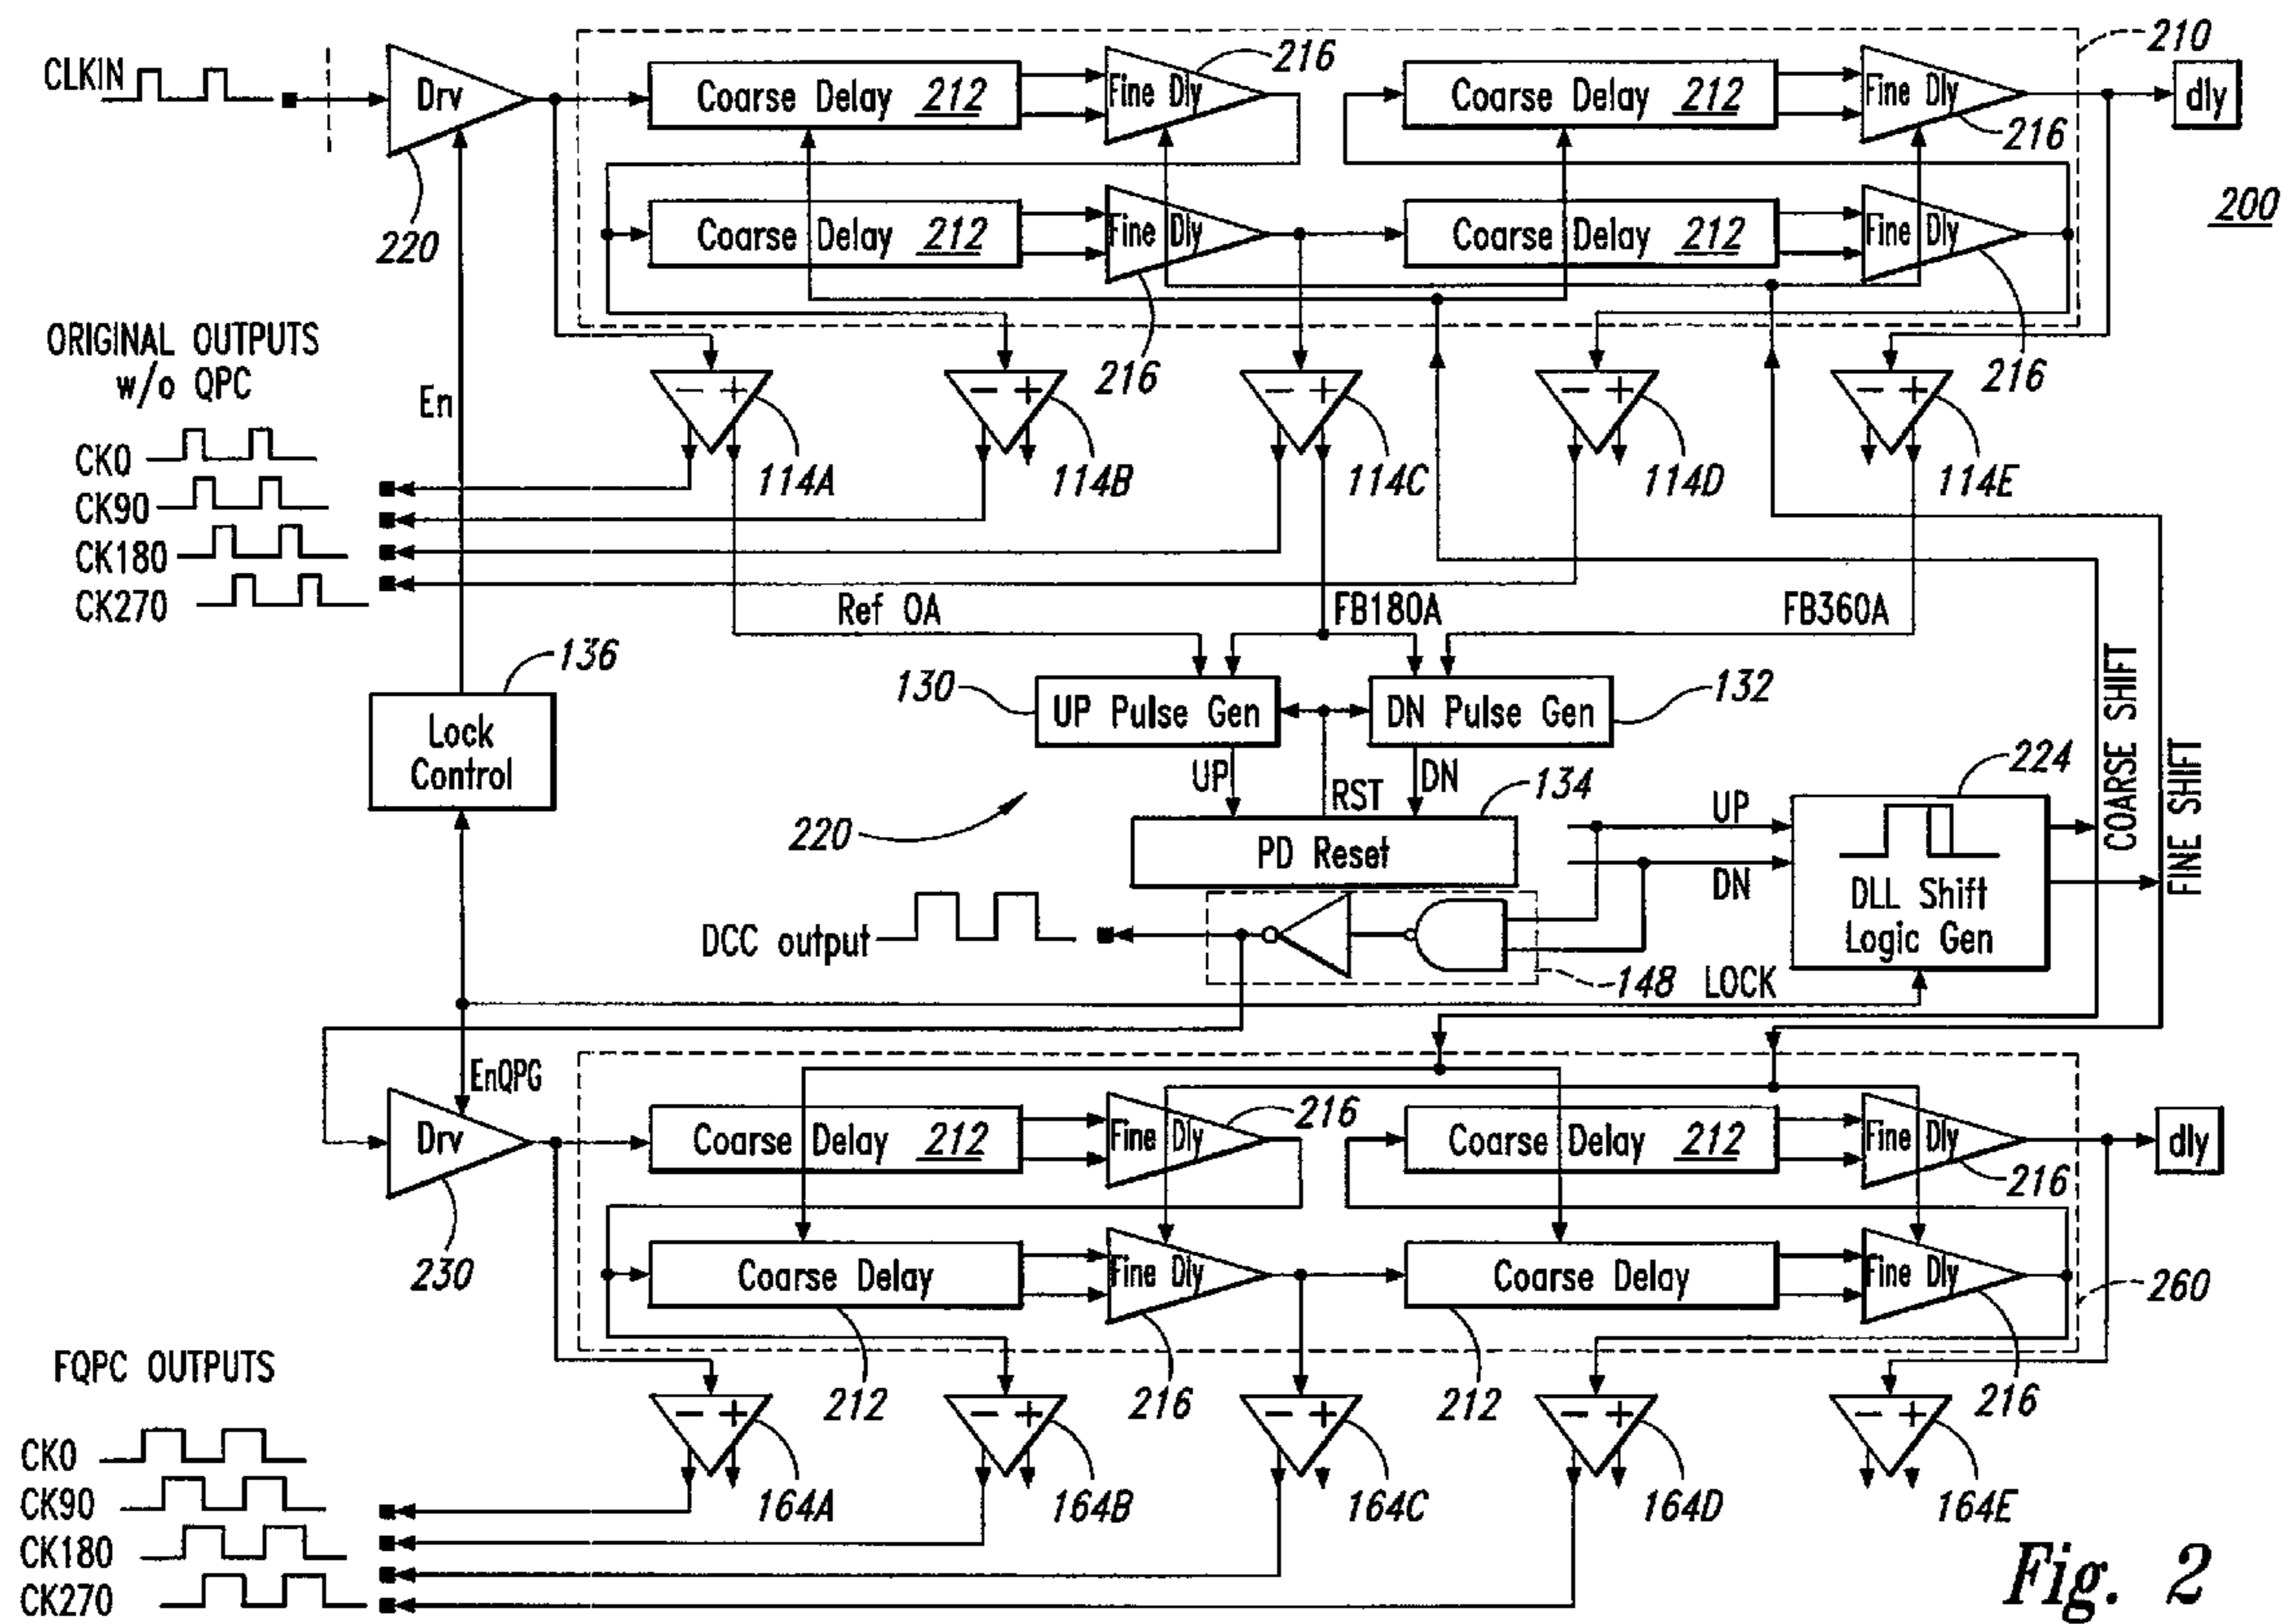 CLKIN
Drv
220
Coarse Delay 212
Fine Dly
216
Coarse Delay 212
Fine Dly
216
210
dly
200
Coarse Delay 212
Fine Dly
216
Coarse Delay 212
Fine Dly
216
ORIGINAL OUTPUTS
w/o QPC
En
- +
114A
- +
114B
- +
114C
- +
114D
- +
114E
CK0
CK90
CK180
CK270
Ref 0A
FB180A
FB360A
136
Lock
Control
130
UP Pulse Gen
DN Pulse Gen
132
UP
RST
DN
134
PD Reset
220
UP
DN
224
DLL Shift
Logic Gen
COARSE SHIFT
FINE SHIFT
DCC output
148
LOCK
EnQPG
Drv
230
Coarse Delay 212
Fine Dly
216
Coarse Delay 212
Fine Dly
216
dly
Coarse Delay
212
Fine Dly
216
Coarse Delay
212
Fine Dly
216
260
FQPC OUTPUTS
- +
164A
- +
164B
- +
164C
- +
164D
- +
164E
CK0
CK90
CK180
CK270
Fig. 2